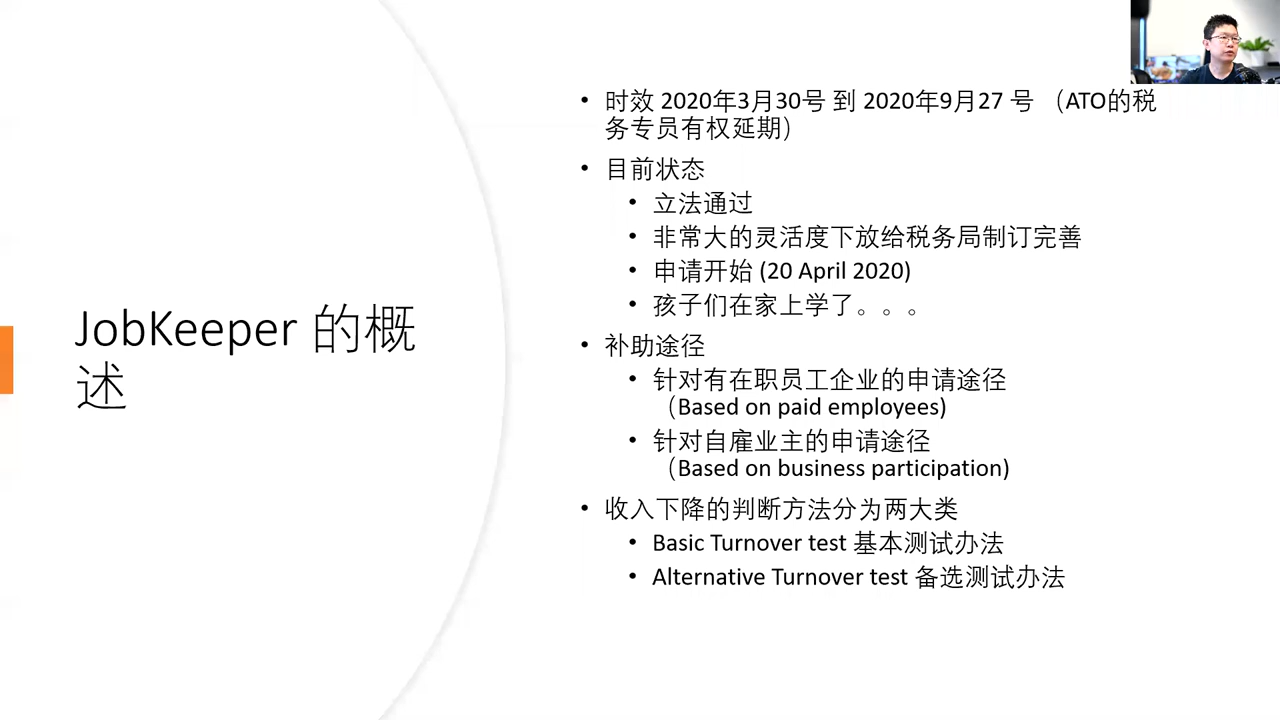 JobKeeper 的概
述
• 时效 2020年3月30号 到 2020年9月27 号 （ATO的税
务专员有权延期）
• 目前状态
• 立法通过
• 非常大的灵活度下放给税务局制订完善
• 申请开始 (20 April 2020)
• 孩子们在家上学了。。。
• 补助途径
• 针对有在职员工企业的申请途径
（Based on paid employees)
• 针对自雇业主的申请途径
（Based on business participation)
• 收入下降的判断方法分为两大类
• Basic Turnover test 基本测试办法
• Alternative Turnover test 备选测试办法